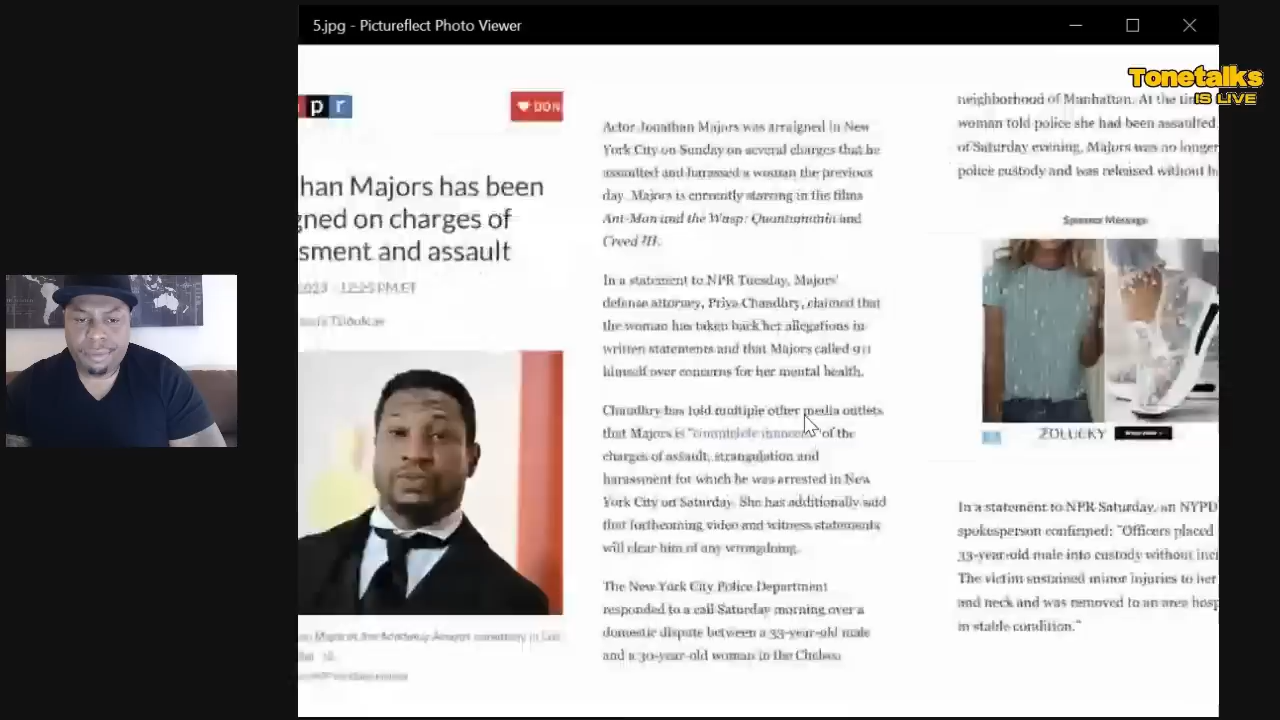 5.jpg - Pictureflect Photo Viewer
Tonetalks
IS LIVE
pr
DON
han Majors has been
gned on charges of
sment and assault
12:25 PM ET
Actor Jonathan Majors was arraigned in New
York City on Sunday on several charges that he
assaulted and harassed a woman the previous
day. Majors is currently starring in the films
Ant-Man and the Wasp: Quantumania and
Creed III.
In a statement to NPR Tuesday, Majors'
defense attorney, Priya Chaudhry, claimed that
the woman has taken back her allegations in
written statements and that Majors called 911
himself over concerns for her mental health.
Chaudhry has told multiple other media outlets
that Majors is "completely innocent" of the
charges of assault, strangulation and
harassment for which he was arrested in New
York City on Saturday. She has additionally said
that forthcoming video and witness statements
will clear him of any wrongdoing.
The New York City Police Department
responded to a call Saturday morning over a
domestic dispute between a 33-year-old male
and a 30-year-old woman in the Chelsea
neighborhood of Manhattan. At the tim
woman told police she had been assaulted.
of Saturday evening, Majors was no longer
police custody and was released without b
Sponsor Message
ZOLUCKY
In a statement to NPR Saturday, an NYPD
spokesperson confirmed: "Officers placed
33-year-old male into custody without inci
The victim sustained minor injuries to her
and neck and was removed to an area hosp
in stable condition."